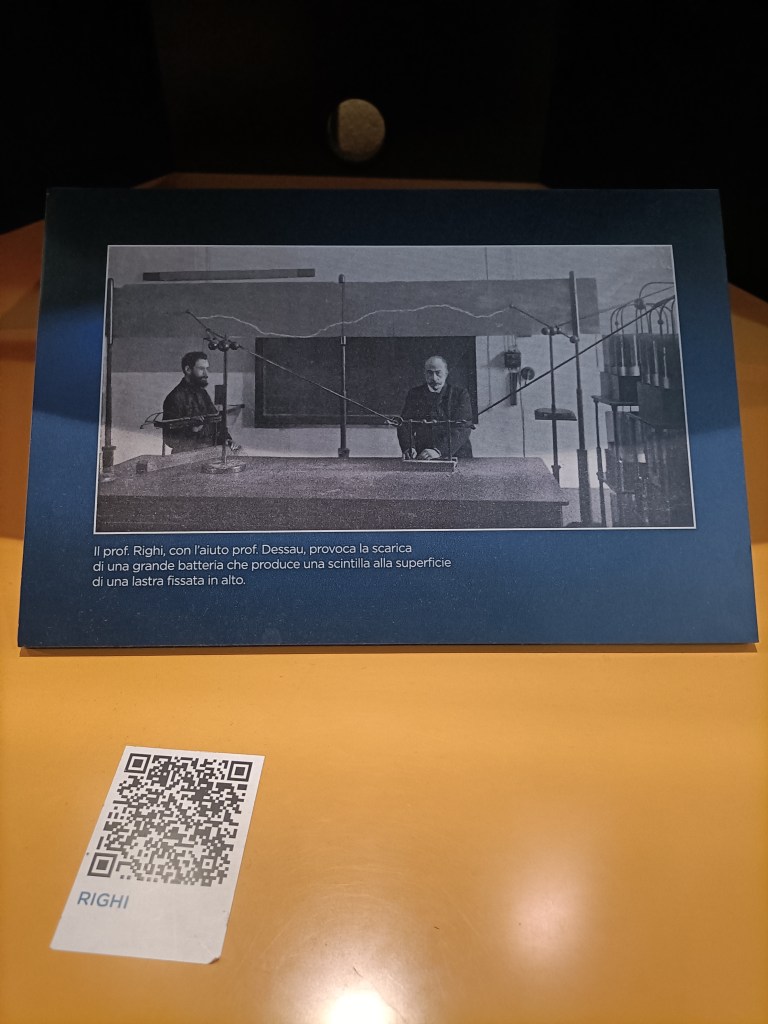 Il prof. Righi, con l'aiuto prof. Dessau, provoca la scarica
di una grande batteria che produce una scintilla alla superficie
di una lastra fissata in alto.
RIGHI